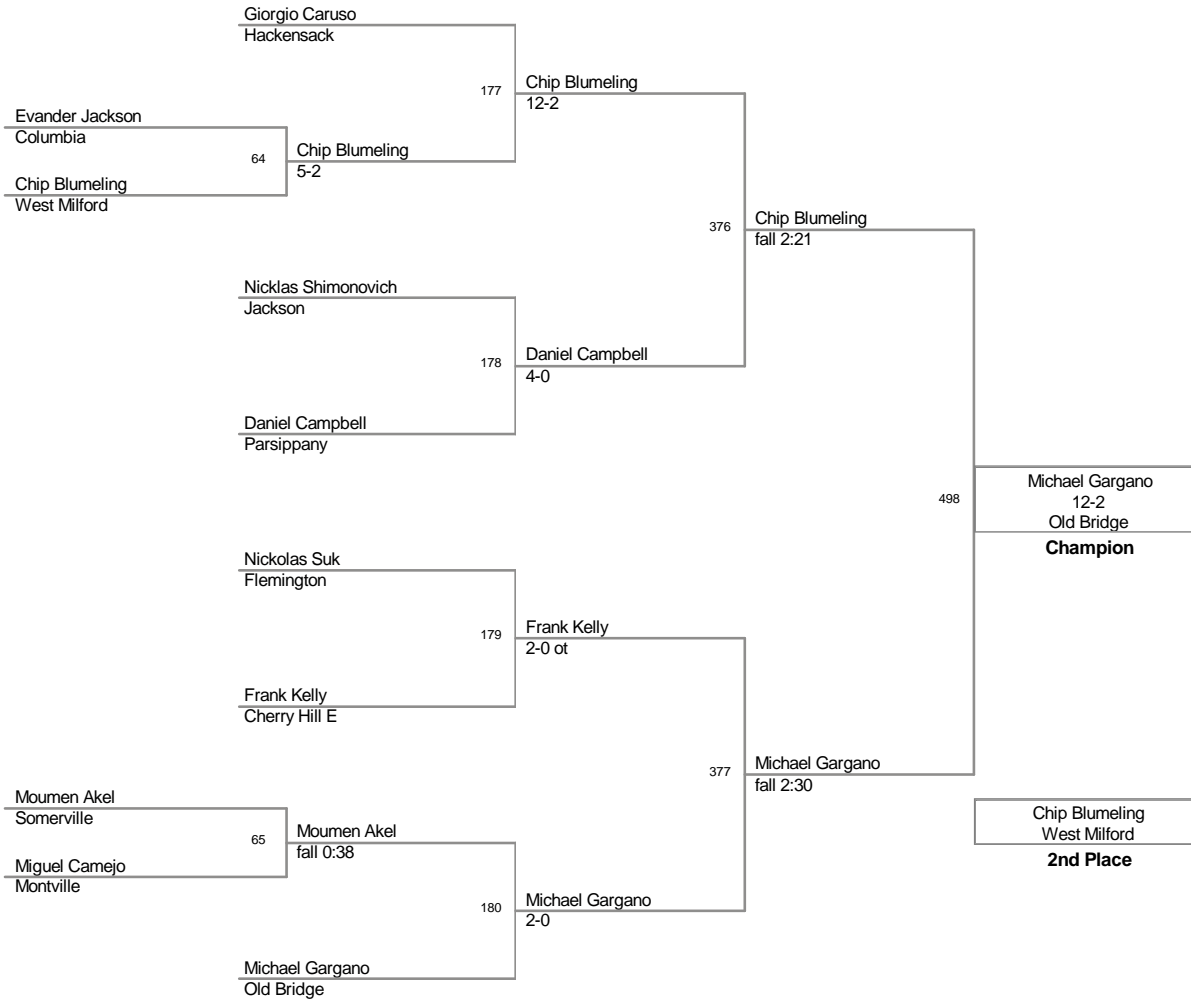 Giorgio Caruso
Hackensack
177
Chip Blumeling
12-2
Evander Jackson
Columbia
64
Chip Blumeling
5-2
Chip Blumeling
West Milford
376
Chip Blumeling
fall 2:21
Nicklas Shimonovich
Jackson
178
Daniel Campbell
4-0
Daniel Campbell
Parsippany
498
Michael Gargano
12-2
Old Bridge
Champion
Nickolas Suk
Flemington
179
Frank Kelly
2-0 ot
Frank Kelly
Cherry Hill E
377
Michael Gargano
fall 2:30
Moumen Akel
Somerville
65
Moumen Akel
fall 0:38
Miguel Camejo
Montville
Chip Blumeling
West Milford
2nd Place
180
Michael Gargano
2-0
Michael Gargano
Old Bridge